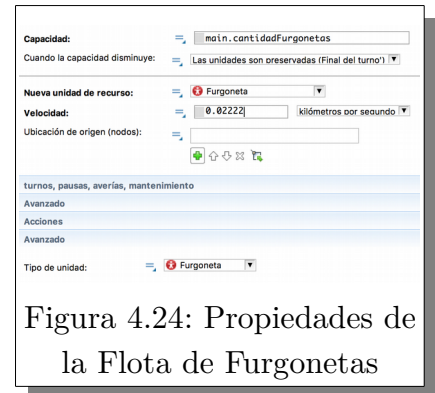 Capacidad: main.cantidadFurgonetas
Cuando la capacidad disminuye: Las unidades son preservadas (Final del turno')
Nueva unidad de recurso: Furgoneta
Velocidad: 0.02222 kilómetros por segundo
Ubicación de origen (nodos):
turnos, pausas, averías, mantenimiento
Avanzado
Acciones
Avanzado
Tipo de unidad: Furgoneta
Figura 4.24: Propiedades de
la Flota de Furgonetas